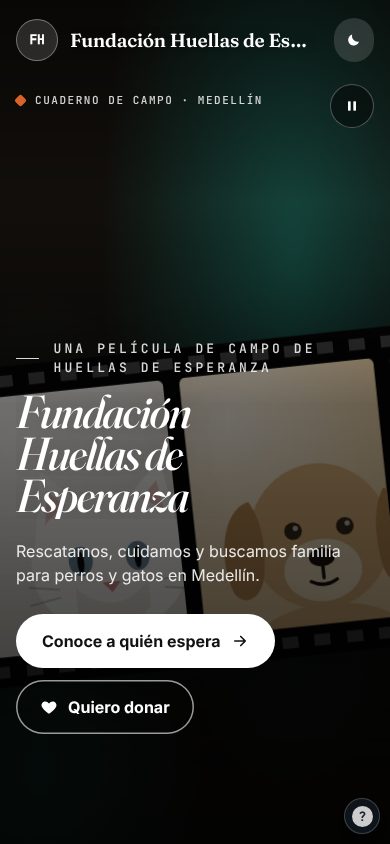 FH
Fundación Huellas de Es...
CUADERNO DE CAMPO · MEDELLÍN
UNA PELÍCULA DE CAMPO DE
HUELLAS DE ESPERANZA
Fundación
Huellas de
Esperanza
Rescatamos, cuidamos y buscamos familia
para perros y gatos en Medellín.
Conoce a quién espera →
Quiero donar
?